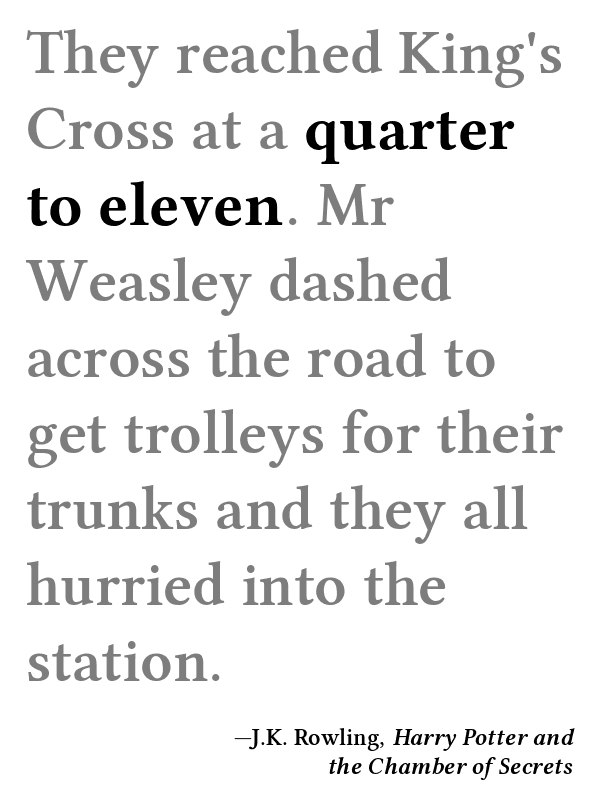 They reached King's
Cross at a quarter
to eleven. Mr
Weasley dashed
across the road to
get trolleys for their
trunks and they all
hurried into the
station.
—J.K. Rowling, Harry Potter and
the Chamber of Secrets